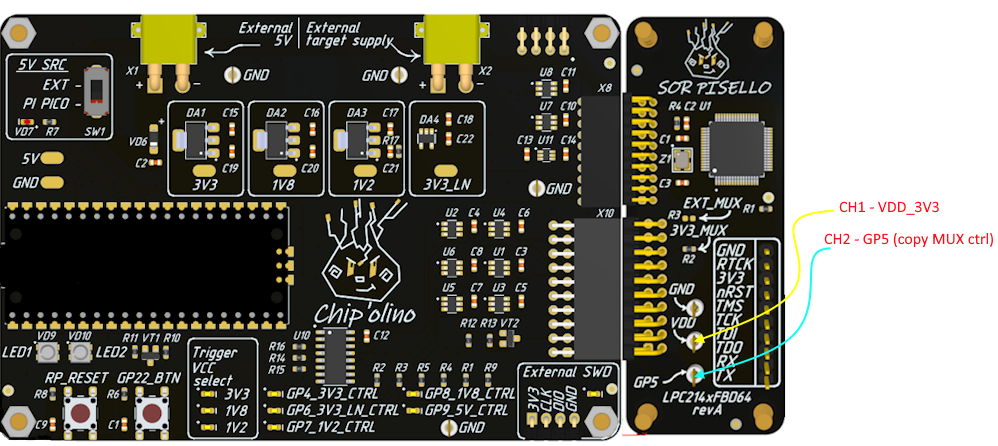 External 5V
External target supply
5V SRC
EXT -
PI PICO -
VD7 R7 SW1
X1
+ -
GND
GND
X2
+ -
VD6
+
C2
5V
GND
DA1 C15
C19
3V3
DA2 C16
C20
1V8
DA3 C17
R17
C21
1V2
DA4 C18
C22
3V3_LN
U8 C11
U7 C10
C13 U11 C14
GND
X8
X10
U2 C4 U4 C6
U6 C8 U1 C3
U5 C7 U3 C5
R12 R13 VT2
Chip'olino
U10
C12
R16
R14
R15
R2 R3 R5 R4 R1 R9
LED1 VD9 VD10 LED2
R11 VT1 R10
RP_RESET GP22_BTN
R8 R6
C9 C1
Trigger
VCC
select
3V3
1V8
1V2
GP4_3V3_CTRL
GP6_3V3_LN_CTRL
GP7_1V2_CTRL
GP8_1V8_CTRL
GP9_5V_CTRL
GND
External SWD
3V3
CLK
DIO
GND
SOR PISELLO
R4 C2 U1
C1
Z1
C3
EXT_MUX
R3 R1
3V3_MUX
R2
GND
VDD
GP5
GND
RTCK
3V3
nRST
TMS
TCK
TDI
TDO
RX
TX
LPC214xFBD64
revA
CH1 - VDD_3V3
CH2 - GP5 (copy MUX ctrl)